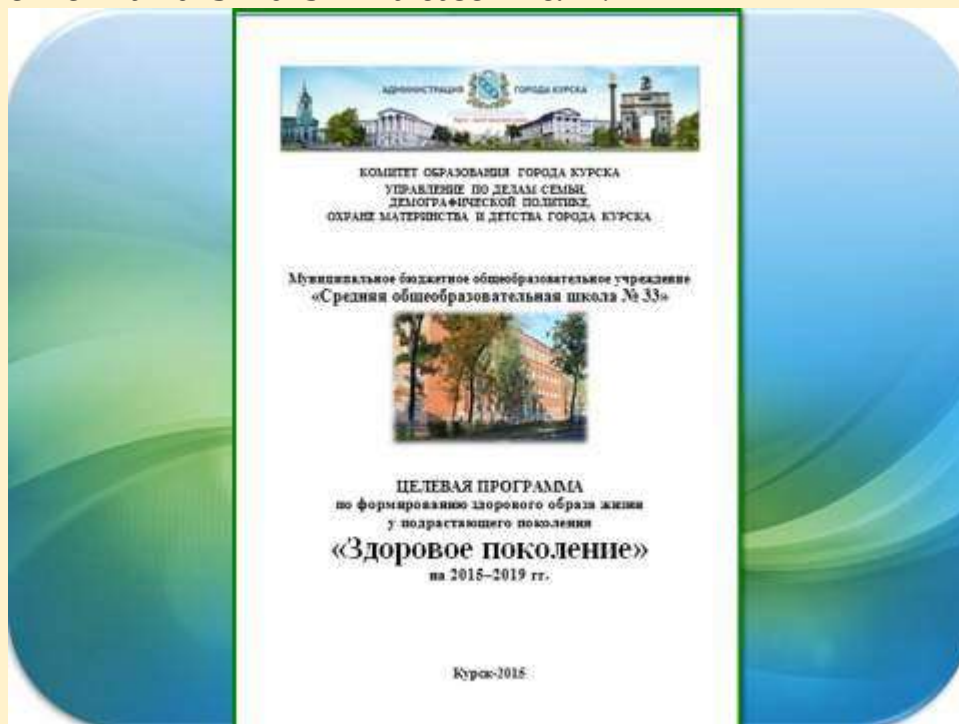 АДМИНИСТРАЦИЯ ГОРОДА КУРСКА
КОМИТЕТ ОБРАЗОВАНИЯ ГОРОДА КУРСКА
УПРАВЛЕНИЕ ПО ДЕЛАМ СЕМЬИ,
ДЕМОГРАФИЧЕСКОЙ ПОЛИТИКЕ,
ОХРАНЕ МАТЕРИНСТВА И ДЕТСТВА ГОРОДА КУРСКА
Муниципальное бюджетное общеобразовательное учреждение
«Средняя общеобразовательная школа № 33»
ЦЕЛЕВАЯ ПРОГРАММА
по формированию здорового образа жизни
у подрастающего поколения
«Здоровое поколение»
на 2015–2019 гг.
Курск-2015